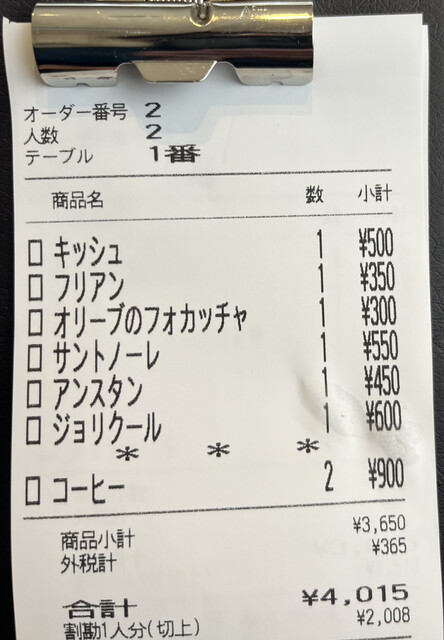 オーダー番号 2
人数 2
テーブル 1番
商品名 数 小計
□ キッシュ 1 ¥500
□ フリアン 1 ¥350
□ オリーブのフォカッチャ 1 ¥300
□ サントノーレ 1 ¥550
□ アンスタン 1 ¥450
□ ジョリクール 1 ¥600
* * *
□ コーヒー 2 ¥900
商品小計 ¥3,650
外税計 ¥365
合計 ¥4,015
割勘1人分(切上) ¥2,008